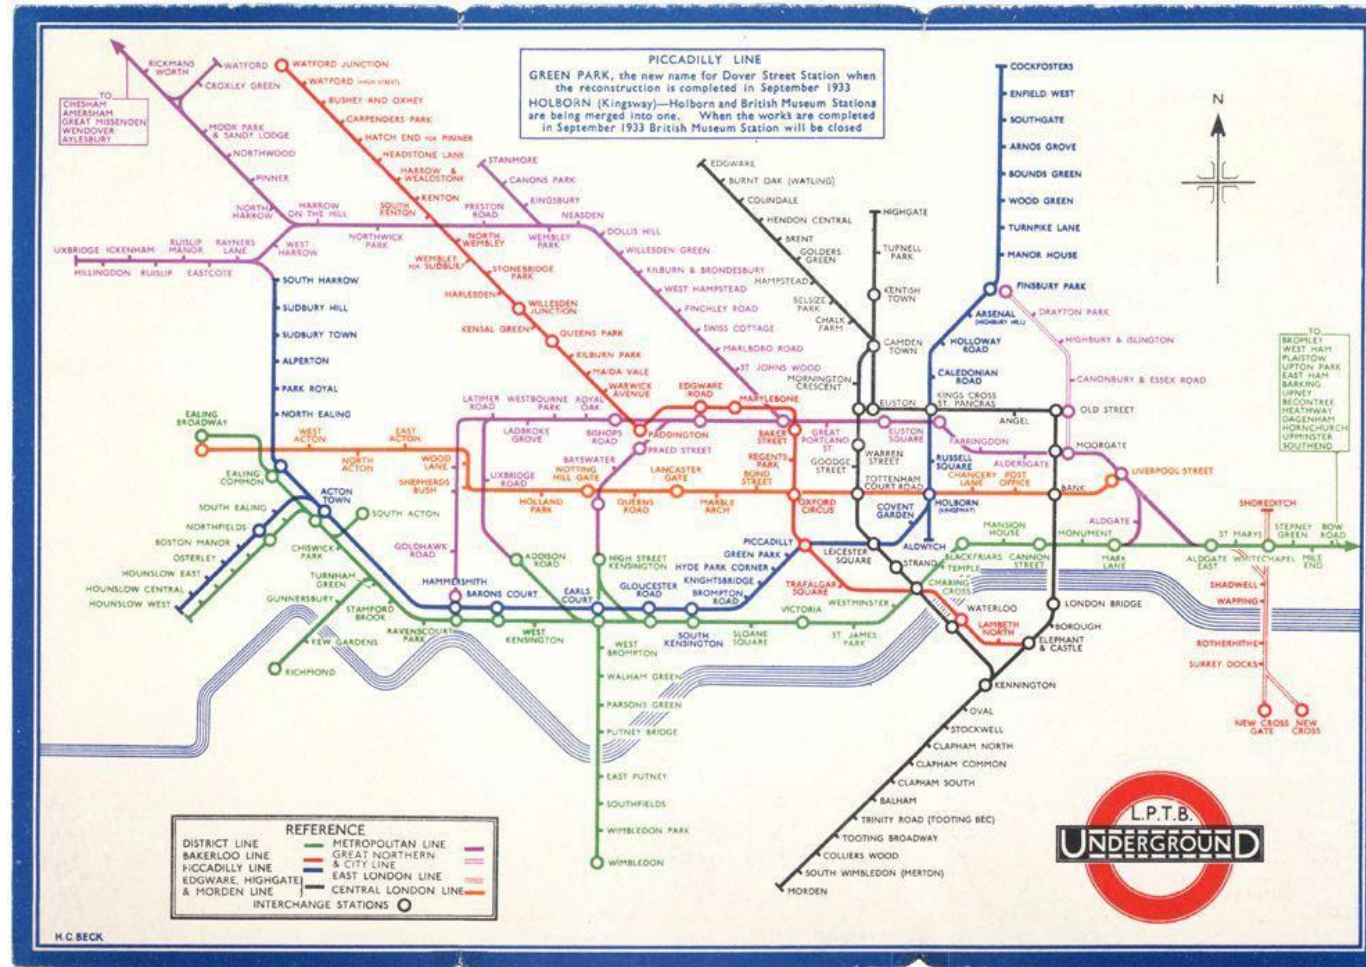 PICCADILLY LINE
GREEN PARK, the new name for Dover Street Station when
the reconstruction is completed in September 1933
HOLBORN (Kingsway)—Holborn and British Museum Stations
are being merged into one. When the works are completed
in September 1933 British Museum Station will be closed
N
RICKMANS
WORTH
WATFORD
CROXLEY GREEN
TO
CHESHAM
AMERSHAM
GREAT MISSENDEN
WENDOVER
AYLESBURY
MOOR PARK
& SANDY LODGE
NORTHWOOD
PINNER
NORTH
HARROW
HARROW
ON THE HILL
NORTHWICK
PARK
PRESTON
ROAD
WEMBLEY
PARK
NEASDEN
STANMORE
CANONS PARK
KINGSBURY
DOLLIS HILL
WILLESDEN GREEN
KILBURN & BRONDESBURY
WEST HAMPSTEAD
FINCHLEY ROAD
SWISS COTTAGE
MARLBORO ROAD
ST. JOHNS WOOD
UXBRIDGE
HILLINGDON
ICKENHAM
RUISLIP
RUISLIP
MANOR
EASTCOTE
RAYNERS
LANE
WEST
HARROW
WATFORD JUNCTION
WATFORD (HIGH STREET)
BUSHEY AND OXHEY
CARPENDERS PARK
HATCH END FOR PINNER
HEADSTONE LANE
HARROW &
WEALDSTONE
KENTON
SOUTH
KENTON
NORTH
WEMBLEY
WEMBLEY
FOR SUDBURY
STONEBRIDGE
PARK
HARLESDEN
WILLESDEN
JUNCTION
KENSAL GREEN
QUEENS PARK
KILBURN PARK
MAIDA VALE
WARWICK
AVENUE
PADDINGTON
EDGWARE
ROAD
MARYLEBONE
BAKER
STREET
REGENTS
PARK
OXFORD
CIRCUS
TRAFALGAR
SQUARE
WATERLOO
LAMBETH
NORTH
ELEPHANT
& CASTLE
SOUTH HARROW
SUDBURY HILL
SUDBURY TOWN
ALPERTON
PARK ROYAL
NORTH EALING
EALING
BROADWAY
EALING
COMMON
ACTON
TOWN
SOUTH EALING
NORTHFIELDS
BOSTON MANOR
OSTERLEY
HOUNSLOW EAST
HOUNSLOW CENTRAL
HOUNSLOW WEST
SOUTH ACTON
CHISWICK
PARK
TURNHAM
GREEN
GUNNERSBURY
KEW GARDENS
RICHMOND
STAMFORD
BROOK
RAVENSCOURT
PARK
HAMMERSMITH
BARONS COURT
WEST
KENSINGTON
EARLS
COURT
GLOUCESTER
ROAD
SOUTH
KENSINGTON
SLOANE
SQUARE
VICTORIA
ST. JAMES
PARK
WESTMINSTER
CHARING
CROSS
TEMPLE
BLACKFRIARS
MANSION
HOUSE
CANNON
STREET
MONUMENT
MARK
LANE
ALDGATE
ALDGATE
EAST
ST MARYS
WHITECHAPEL
STEPNEY
GREEN
MILE
END
BOW
ROAD
TO
BROMLEY
WEST HAM
PLAISTOW
UPTON PARK
EAST HAM
BARKING
UPNEY
BECONTREE
HEATHWAY
DAGENHAM
HORNCHURCH
UPMINSTER
SOUTHEND
WEST
BROMPTON
WALHAM GREEN
PARSONS GREEN
PUTNEY BRIDGE
EAST PUTNEY
SOUTHFIELDS
WIMBLEDON PARK
WIMBLEDON
HIGH STREET
KENSINGTON
ADDISON
ROAD
WEST
ACTON
NORTH
ACTON
EAST
ACTON
WOOD
LANE
SHEPHERDS
BUSH
HOLLAND
PARK
NOTTING
HILL GATE
QUEENS
ROAD
LANCASTER
GATE
MARBLE
ARCH
BOND
STREET
TOTTENHAM
COURT ROAD
HOLBORN
(KINGSWAY)
CHANCERY
LANE
POST
OFFICE
BANK
LIVERPOOL STREET
GOLDHAWK
ROAD
UXBRIDGE
ROAD
LATIMER
ROAD
LADBROKE
GROVE
WESTBOURNE
PARK
ROYAL
OAK
BISHOPS
ROAD
PRAED STREET
BAYSWATER
GREAT
PORTLAND
ST.
EUSTON
SQUARE
FARRINGDON
ALDERSGATE
MOORGATE
OLD STREET
CANONBURY & ESSEX ROAD
HIGHBURY & ISLINGTON
DRAYTON PARK
FINSBURY PARK
COCKFOSTERS
ENFIELD WEST
SOUTHGATE
ARNOS GROVE
BOUNDS GREEN
WOOD GREEN
TURNPIKE LANE
MANOR HOUSE
ARSENAL
(HIGHBURY HILL)
HOLLOWAY
ROAD
CALEDONIAN
ROAD
KINGS CROSS
ST. PANCRAS
RUSSELL
SQUARE
COVENT
GARDEN
ALDWYCH
LEICESTER
SQUARE
PICCADILLY
GREEN PARK
HYDE PARK CORNER
KNIGHTSBRIDGE
BROMPTON
ROAD
EDGWARE
BURNT OAK (WATLING)
COLINDALE
HENDON CENTRAL
BRENT
GOLDERS
GREEN
HAMPSTEAD
BELSIZE
PARK
CHALK
FARM
HIGHGATE
TUFNELL
PARK
KENTISH
TOWN
CAMDEN
TOWN
MORNINGTON
CRESCENT
EUSTON
ANGEL
WARREN
STREET
GOODGE
STREET
STRAND
LONDON BRIDGE
BOROUGH
KENNINGTON
OVAL
STOCKWELL
CLAPHAM NORTH
CLAPHAM COMMON
CLAPHAM SOUTH
BALHAM
TRINITY ROAD (TOOTING BEC)
TOOTING BROADWAY
COLLIERS WOOD
SOUTH WIMBLEDON (MERTON)
MORDEN
SHOREDITCH
SHADWELL
WAPPING
ROTHERHITHE
SURREY DOCKS
NEW CROSS
GATE
NEW
CROSS
REFERENCE
DISTRICT LINE
BAKERLOO LINE
PICCADILLY LINE
EDGWARE, HIGHGATE
& MORDEN LINE
METROPOLITAN LINE
GREAT NORTHERN
& CITY LINE
EAST LONDON LINE
CENTRAL LONDON LINE
INTERCHANGE STATIONS
L.P.T.B.
UNDERGROUND
H.C. BECK